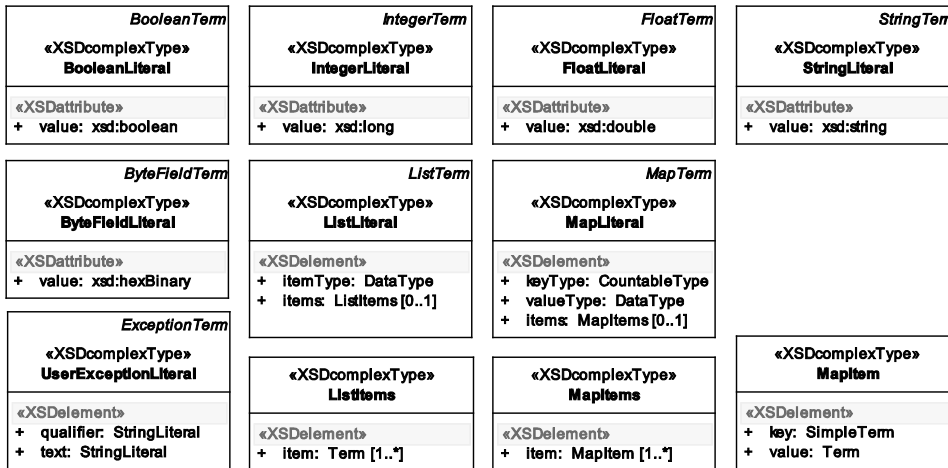 BooleanTerm
«XSDcomplexType»
BooleanLiteral
«XSDattribute»
+ value: xsd:boolean
IntegerTerm
«XSDcomplexType»
IntegerLiteral
«XSDattribute»
+ value: xsd:long
FloatTerm
«XSDcomplexType»
FloatLiteral
«XSDattribute»
+ value: xsd:double
StringTerm
«XSDcomplexType»
StringLiteral
«XSDattribute»
+ value: xsd:string
ByteFieldTerm
«XSDcomplexType»
ByteFieldLiteral
«XSDattribute»
+ value: xsd:hexBinary
ListTerm
«XSDcomplexType»
ListLiteral
«XSDelement»
+ itemType: DataType
+ items: ListItems [0..1]
MapTerm
«XSDcomplexType»
MapLiteral
«XSDelement»
+ keyType: CountableType
+ valueType: DataType
+ items: MapItems [0..1]
ExceptionTerm
«XSDcomplexType»
UserExceptionLiteral
«XSDelement»
+ qualifier: StringLiteral
+ text: StringLiteral
«XSDcomplexType»
ListItems
«XSDelement»
+ item: Term [1..*]
«XSDcomplexType»
MapItems
«XSDelement»
+ item: MapItem [1..*]
«XSDcomplexType»
MapItem
«XSDelement»
+ key: SimpleTerm
+ value: Term